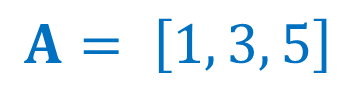 A = [1, 3, 5]